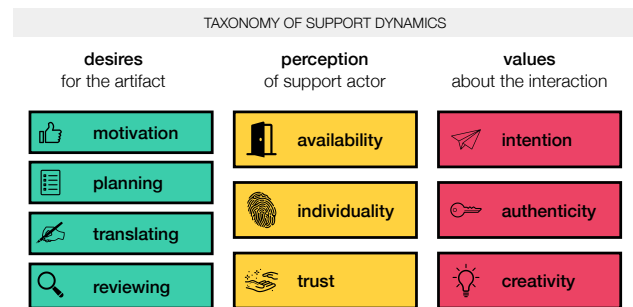 TAXONOMY OF SUPPORT DYNAMICS
desires
for the artifact
motivation
planning
translating
reviewing
perception
of support actor
availability
individuality
trust
values
about the interaction
intention
authenticity
creativity